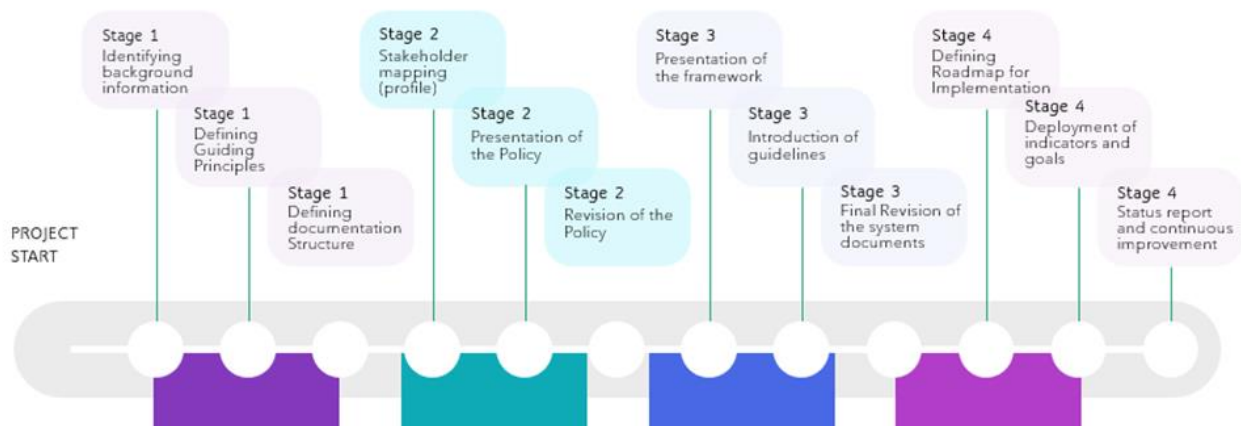 PROJECT
START
Stage 1
Identifying
background
information
Stage 1
Defining
Guiding
Principles
Stage 1
Defining
documentation
Structure
Stage 2
Stakeholder
mapping
(profile)
Stage 2
Presentation of
the Policy
Stage 2
Revision of the
Policy
Stage 3
Presentation of
the framework
Stage 3
Introduction of
guidelines
Stage 3
Final Revision of
the system
documents
Stage 4
Defining
Roadmap for
Implementation
Stage 4
Deployment of
indicators and
goals
Stage 4
Status report
and continuous
improvement